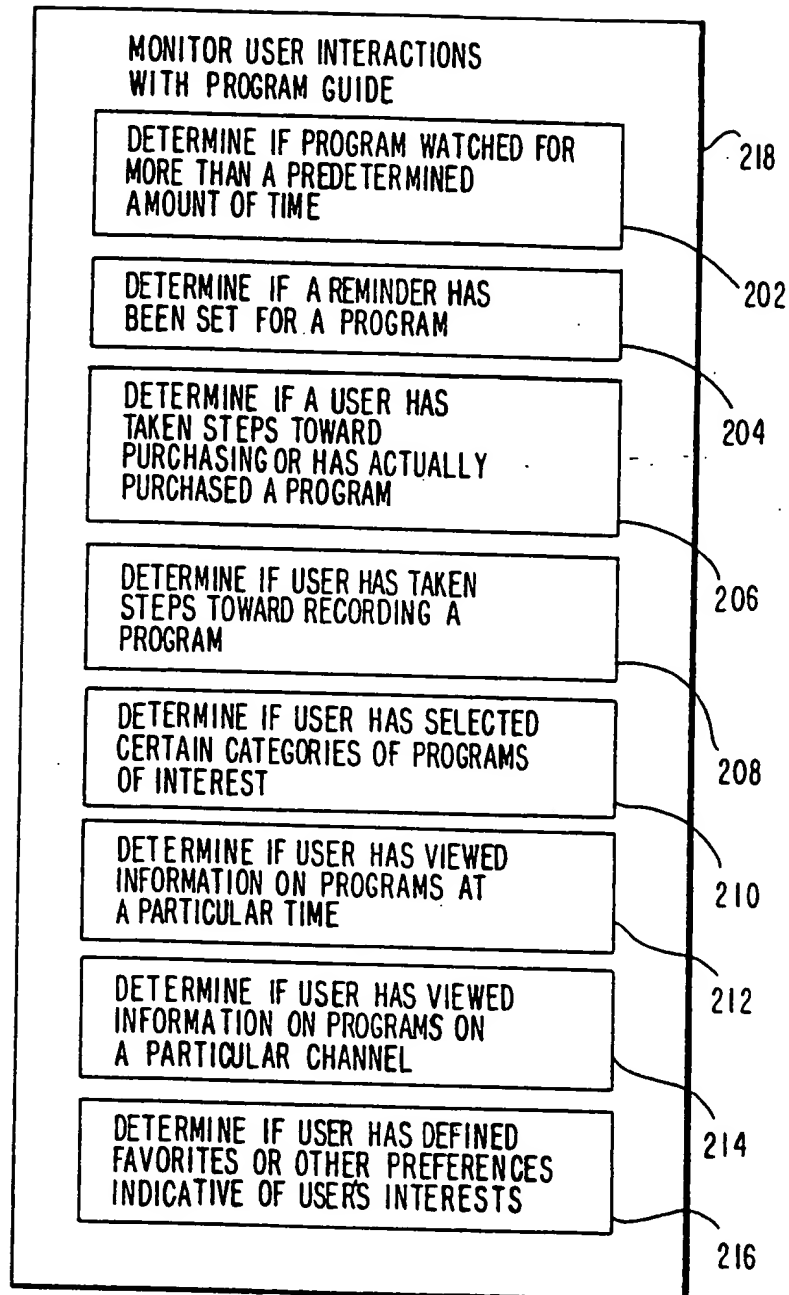 MONITOR USER INTERACTIONS
WITH PROGRAM GUIDE
218
DETERMINE IF PROGRAM WATCHED FOR
MORE THAN A PREDETERMINED
AMOUNT OF TIME
202
DETERMINE IF A REMINDER HAS
BEEN SET FOR A PROGRAM
204
DETERMINE IF A USER HAS
TAKEN STEPS TOWARD
PURCHASING OR HAS ACTUALLY
PURCHASED A PROGRAM
206
DETERMINE IF USER HAS TAKEN
STEPS TOWARD RECORDING A
PROGRAM
208
DETERMINE IF USER HAS SELECTED
CERTAIN CATEGORIES OF PROGRAMS
OF INTEREST
210
DETERMINE IF USER HAS VIEWED
INFORMATION ON PROGRAMS AT
A PARTICULAR TIME
212
DETERMINE IF USER HAS VIEWED
INFORMATION ON PROGRAMS ON
A PARTICULAR CHANNEL
214
DETERMINE IF USER HAS DEFINED
FAVORITES OR OTHER PREFERENCES
INDICATIVE OF USER'S INTERESTS
216